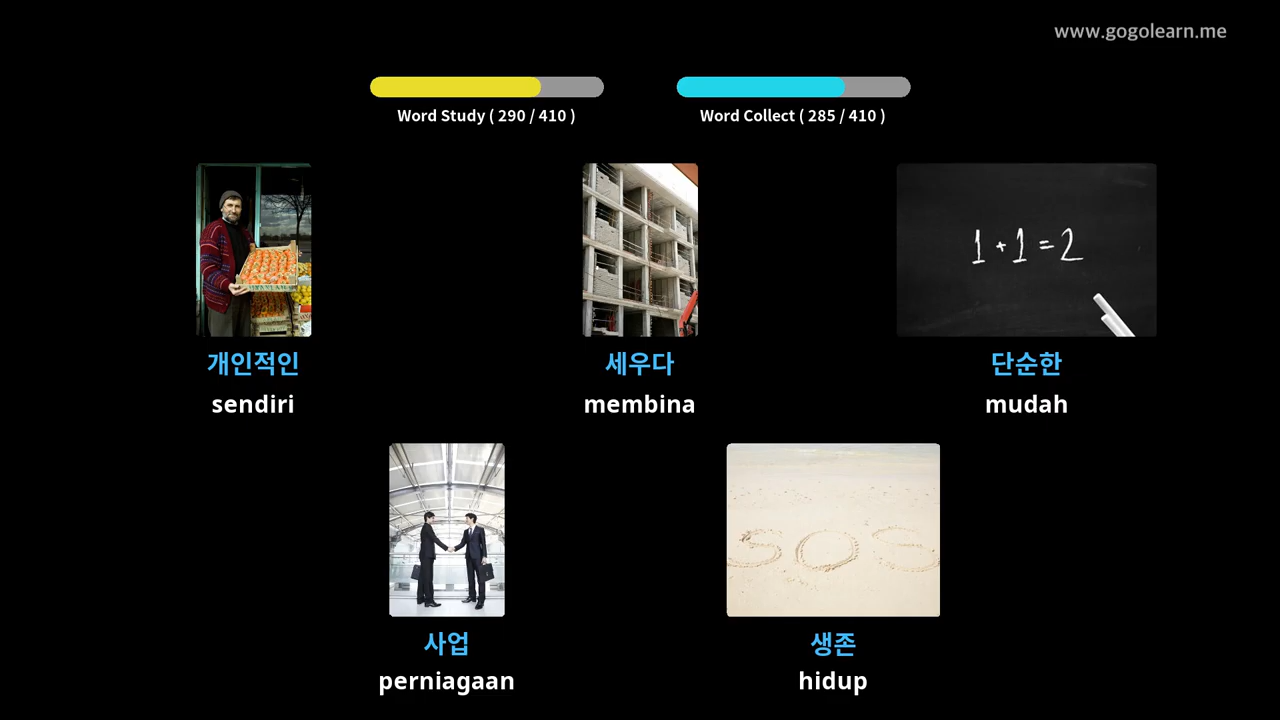 www.gogolearn.me
Word Study ( 290 / 410 )
Word Collect ( 285 / 410 )
1 + 1 = 2
개인적인
sendiri
세우다
membina
단순한
mudah
SOS
사업
perniagaan
생존
hidup